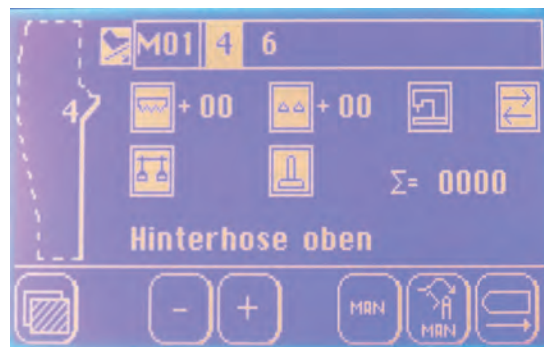 M01 4 6
4
+ 00 + 00
Σ= 0000
Hinterhose oben
- + MAN A MAN